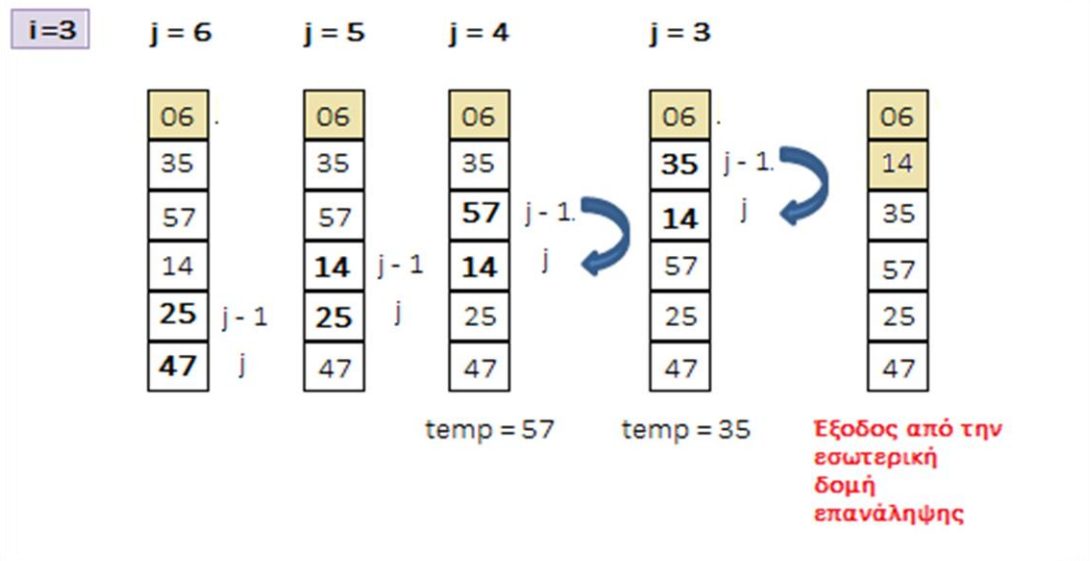 i=3 j = 6 j = 5 j = 4 j = 3
06 . 06 06 06 . 06
35 35 35 35 j - 1. 14
57 57 57 j - 1. 14 j 35
14 14 j - 1 14 j 57 57
25 j - 1 25 j 25 25 25
47 j 47 47 47 47
temp = 57 temp = 35
Έξοδος από την
εσωτερική
δομή
επανάληψης